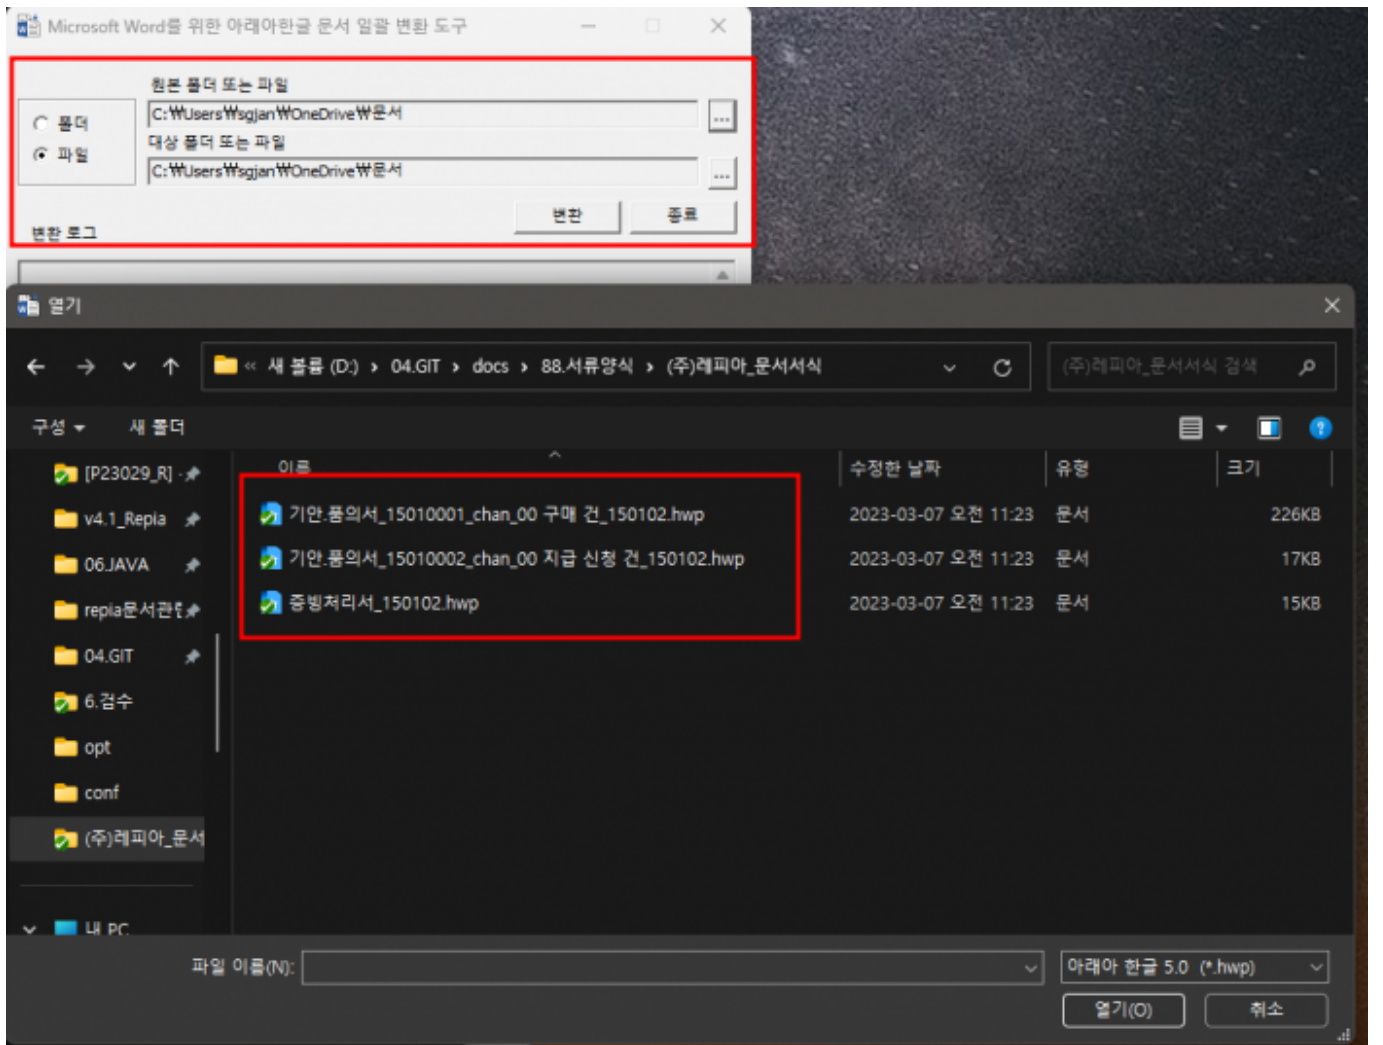 Microsoft Word를 위한 아래아한글 문서 일괄 변환 도구
원본 폴더 또는 파일
폴더
C:₩Users₩sgjan₩OneDrive₩문서
...
대상 폴더 또는 파일
파일
C:₩Users₩sgjan₩OneDrive₩문서
...
변환 종료
변환 로그
열기
« 새 볼륨 (D:) › 04.GIT › docs › 88.서류양식 › (주)레피아_문서서식
(주)레피아_문서서식 검색
구성 새 폴더
이름 수정한 날짜 유형 크기
[P23029_R] -
v4.1_Repia
06.JAVA
repia문서관
04.GIT
6.검수
opt
conf
(주)레피아_문서
내 PC
기안.품의서_15010001_chan_00 구매 건_150102.hwp 2023-03-07 오전 11:23 문서 226KB
기안.품의서_15010002_chan_00 지급 신청 건_150102.hwp 2023-03-07 오전 11:23 문서 17KB
증빙처리서_150102.hwp 2023-03-07 오전 11:23 문서 15KB
파일 이름(N):
아래아 한글 5.0 (*.hwp)
열기(O) 취소